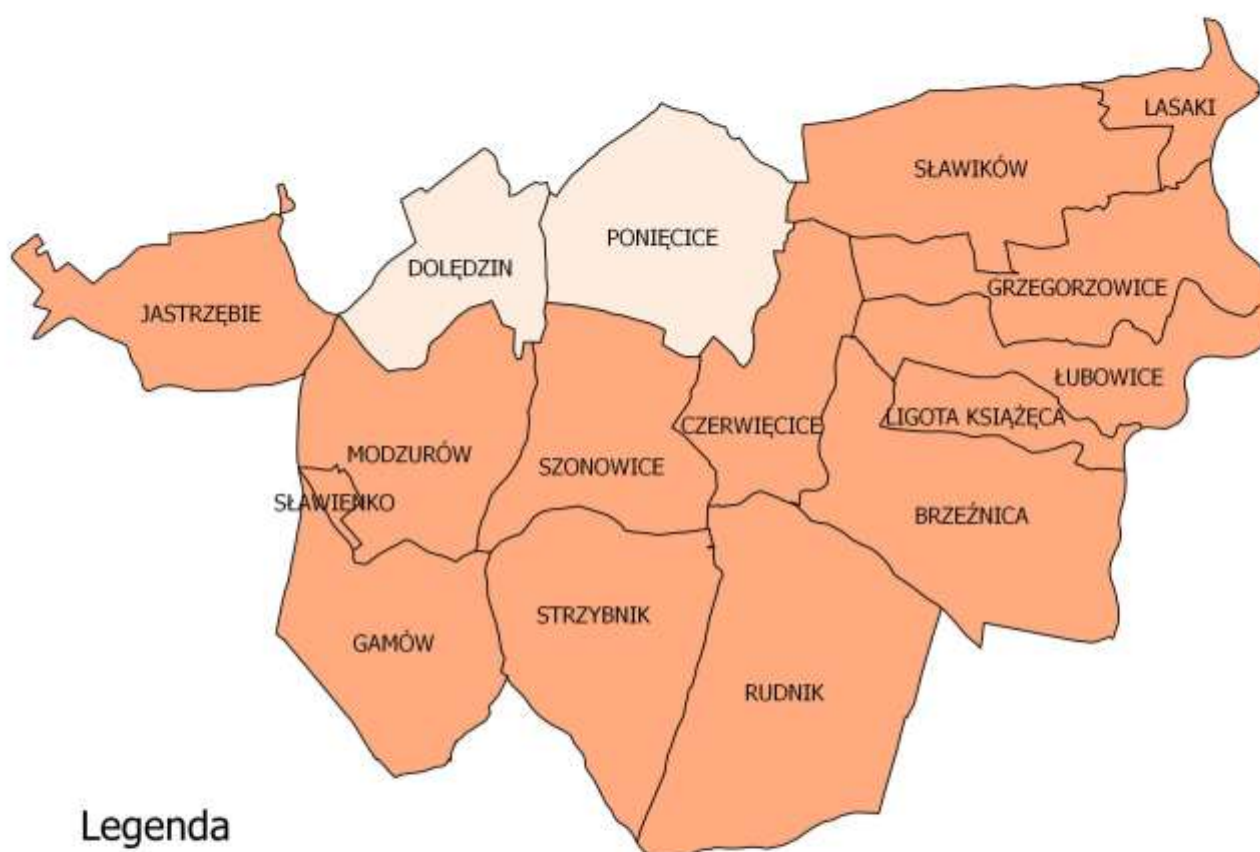 LASAKI
SŁAWIKÓW
PONIĘCICE
DOLĘDZIN
GRZEGORZOWICE
JASTRZĘBIE
ŁUBOWICE
LIGOTA KSIĄŻĘCA
CZERWIĘCICE
MODZURÓW
SZONOWICE
SŁAWIENKO
BRZEŹNICA
STRZYBNIK
GAMÓW
RUDNIK
Legenda